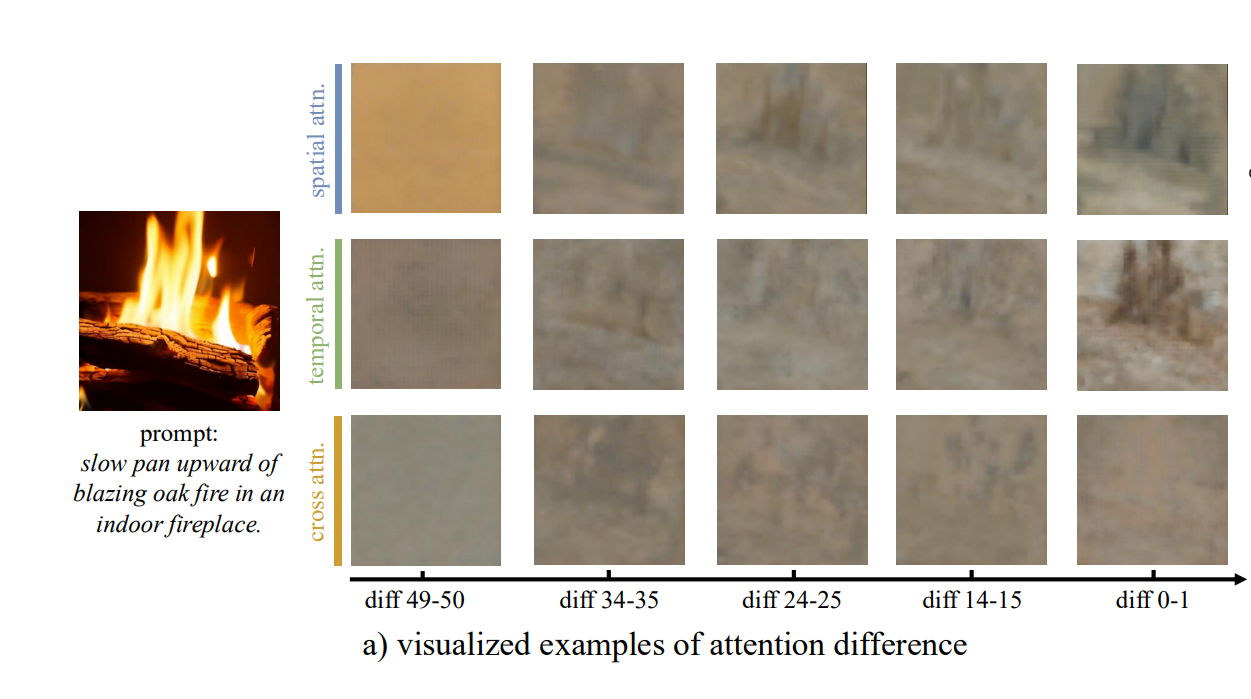 spatial attn.
temporal attn.
cross attn.
prompt:
slow pan upward of
blazing oak fire in an
indoor fireplace.
diff 49-50
diff 34-35
diff 24-25
diff 14-15
diff 0-1
a) visualized examples of attention difference